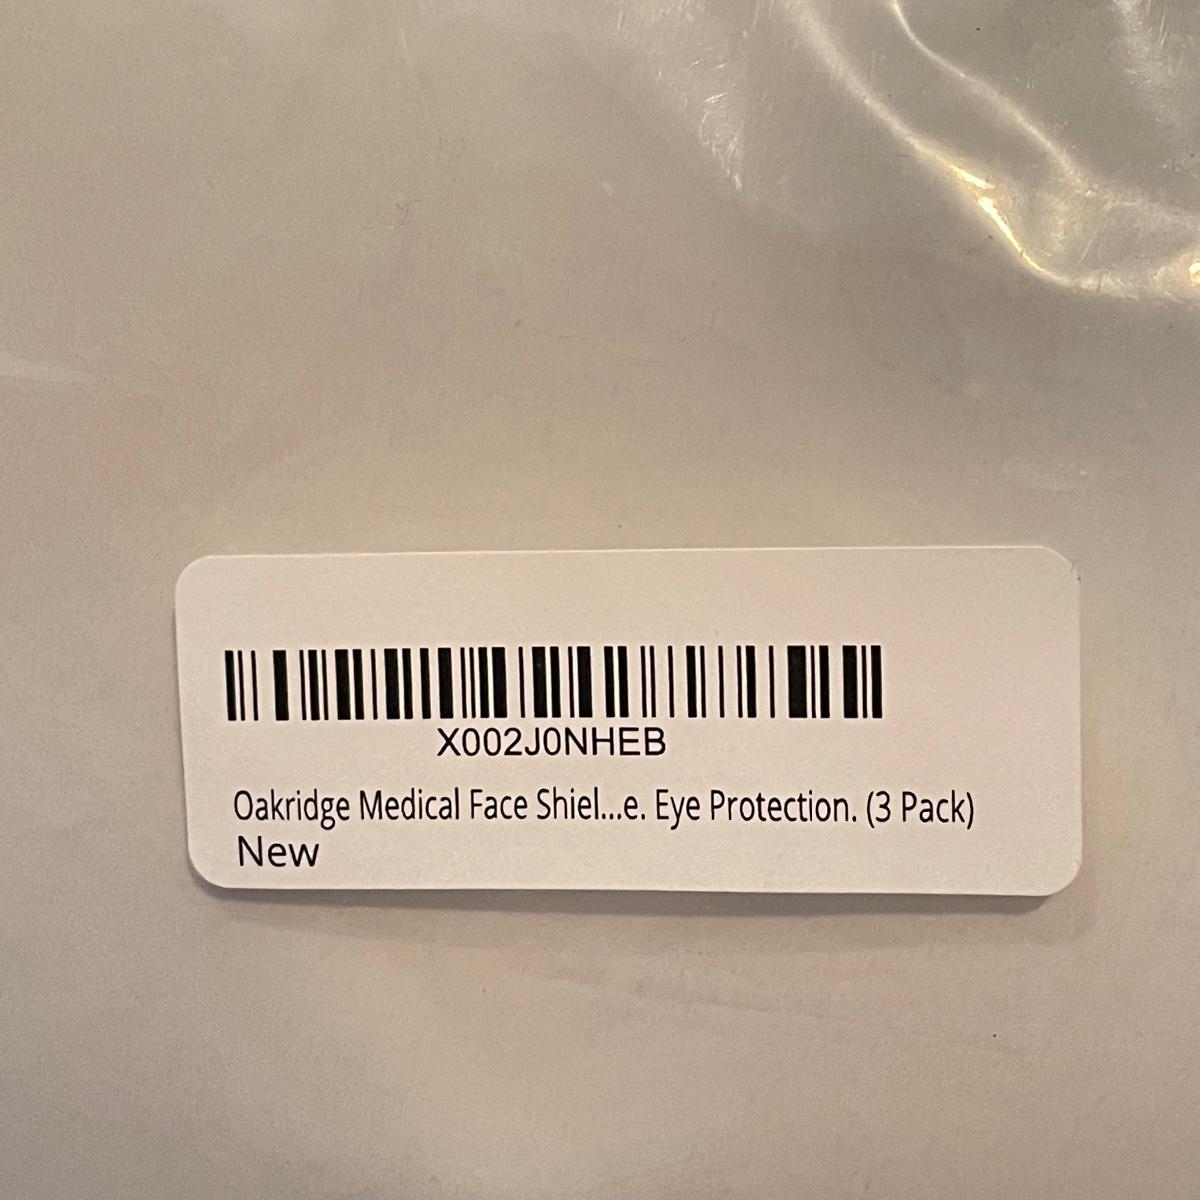 X002J0NHEB
Oakridge Medical Face Shiel...e. Eye Protection. (3 Pack)
New